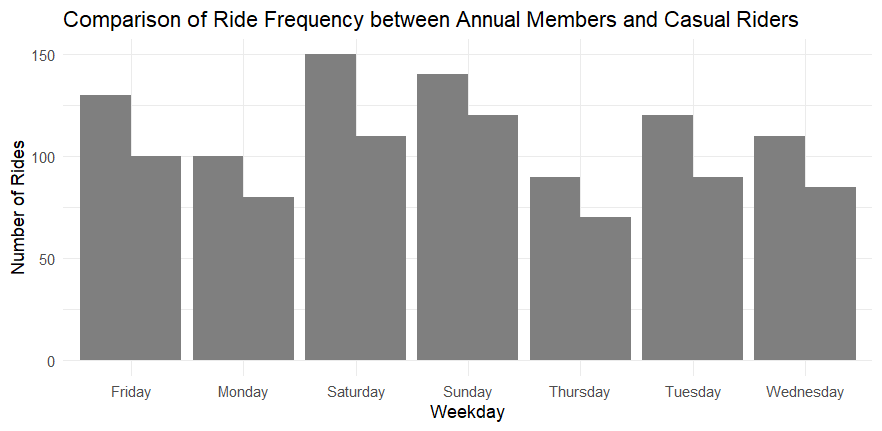 Comparison of Ride Frequency between Annual Members and Casual Riders
Number of Rides
150
100
50
0
Friday Monday Saturday Sunday Thursday Tuesday Wednesday
Weekday